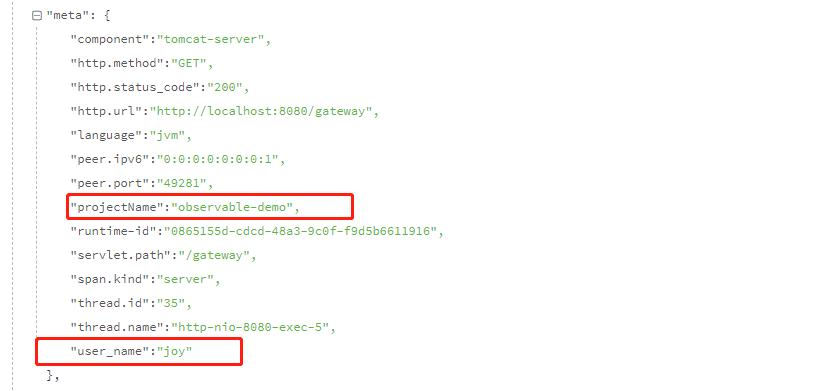 "meta": {
"component":"tomcat-server",
"http.method":"GET",
"http.status_code":"200",
"http.url":"http://localhost:8080/gateway",
"language":"jvm",
"peer.ipv6":"0:0:0:0:0:0:0:1",
"peer.port":"49281",
"projectName":"observable-demo",
"runtime-id":"0865155d-cdcd-48a3-9c0f-f9d5b6611916",
"servlet.path":"/gateway",
"span.kind":"server",
"thread.id":"35",
"thread.name":"http-nio-8080-exec-5",
"user_name":"joy"
},